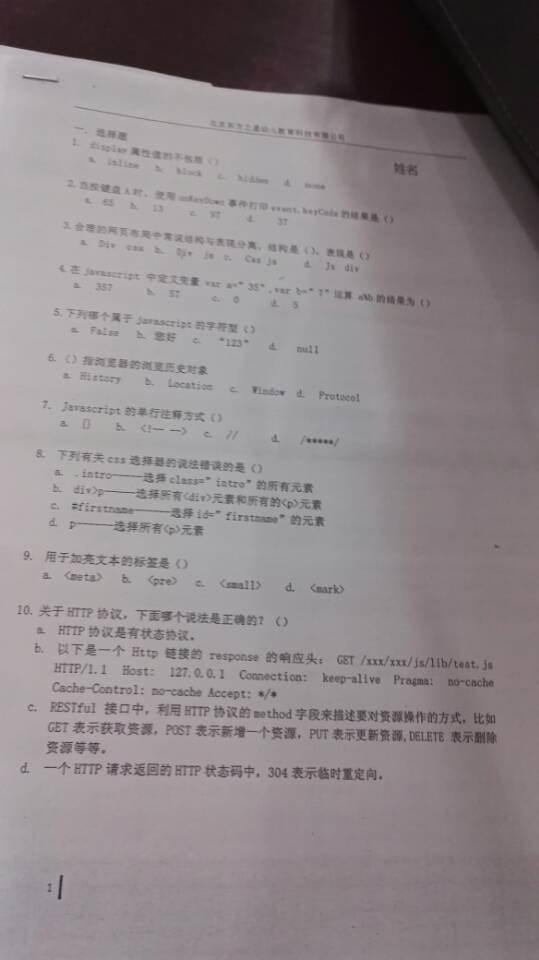 北京东方之星幼儿教育科技有限公司
姓名
一. 选择题
1. display 属性值的不包括（）
a. inline b. block c. hidden d. none
2.当按键盘 A 时，使用 onKeyDown 事件打印 event.keyCode 的结果是（）
a. 65 b. 13 c. 97 d. 37
3.合理的网页布局中常说结构与表现分离，结构是（）、表现是（）
a. Div css b. Div js c. Css js d. Js div
4.在 javascript 中定义变量 var a=”35”,var b=”7”运算 a%b 的结果为（）
a. 357 b. 57 c. 0 d. 5
5.下列哪个属于 javascript 的字符型（）
a. False b. 您好 c. “123” d. null
6.（）指浏览器的浏览历史对象
a. History b. Location c. Window d. Protocol
7. Javascript 的单行注释方式（）
a. {} b. <!-- --> c. // d. /*****/
8. 下列有关 css 选择器的说法错误的是（）
a. .intro-----选择 class=”intro”的所有元素
b. div>p-----选择所有<div>元素和所有的<p>元素
c. #firstname------选择 id=”firstname”的元素
d. p------选择所有<p>元素
9. 用于加亮文本的标签是（）
a. <meta> b. <pre> c. <small> d. <mark>
10.关于 HTTP 协议，下面哪个说法是正确的？（）
a. HTTP 协议是有状态协议。
b. 以下是一个 Http 链接的 response 的响应头： GET /xxx/xxx/js/lib/test.js
HTTP/1.1 Host: 127.0.0.1 Connection: keep-alive Pragma: no-cache
Cache-Control: no-cache Accept: */*
c. RESTful 接口中，利用 HTTP 协议的 method 字段来描述要对资源操作的方式，比如
GET 表示获取资源，POST 表示新增一个资源，PUT 表示更新资源,DELETE 表示删除
资源等等。
d. 一个 HTTP 请求返回的 HTTP 状态码中，304 表示临时重定向。
1